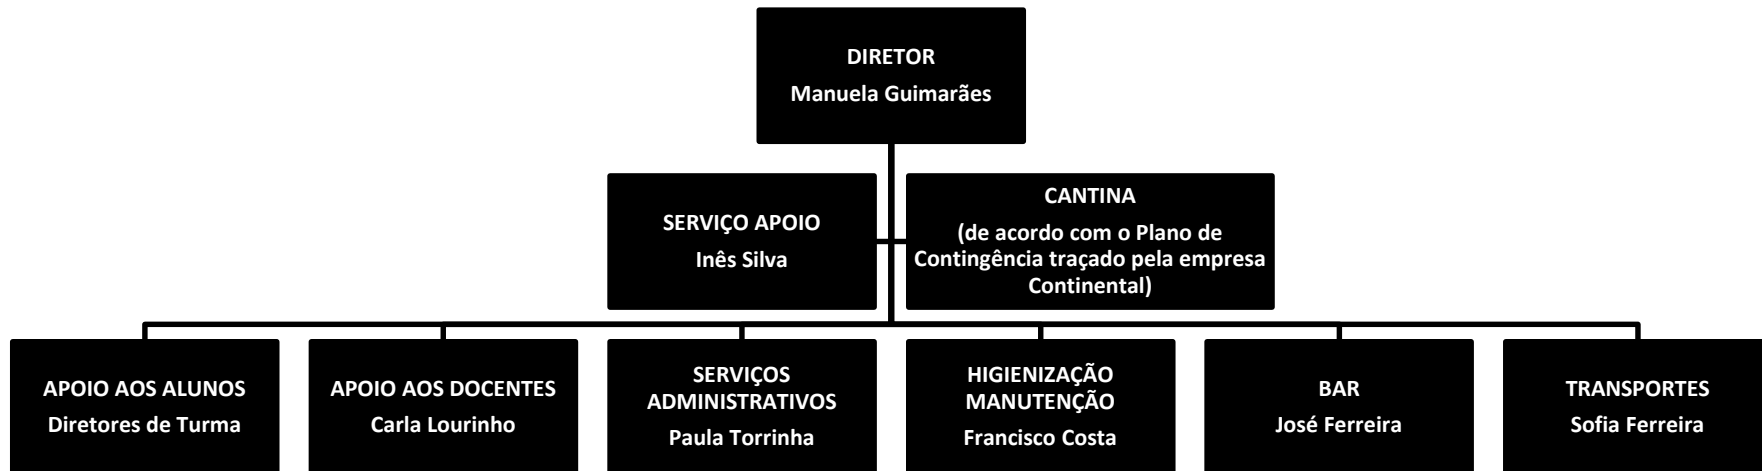 DIRETOR
Manuela Guimarães
SERVIÇO APOIO
Inês Silva
CANTINA
(de acordo com o Plano de
Contingência traçado pela empresa
Continental)
APOIO AOS ALUNOS
Diretores de Turma
APOIO AOS DOCENTES
Carla Lourinho
SERVIÇOS
ADMINISTRATIVOS
Paula Torrinha
HIGIENIZAÇÃO
MANUTENÇÃO
Francisco Costa
BAR
José Ferreira
TRANSPORTES
Sofia Ferreira